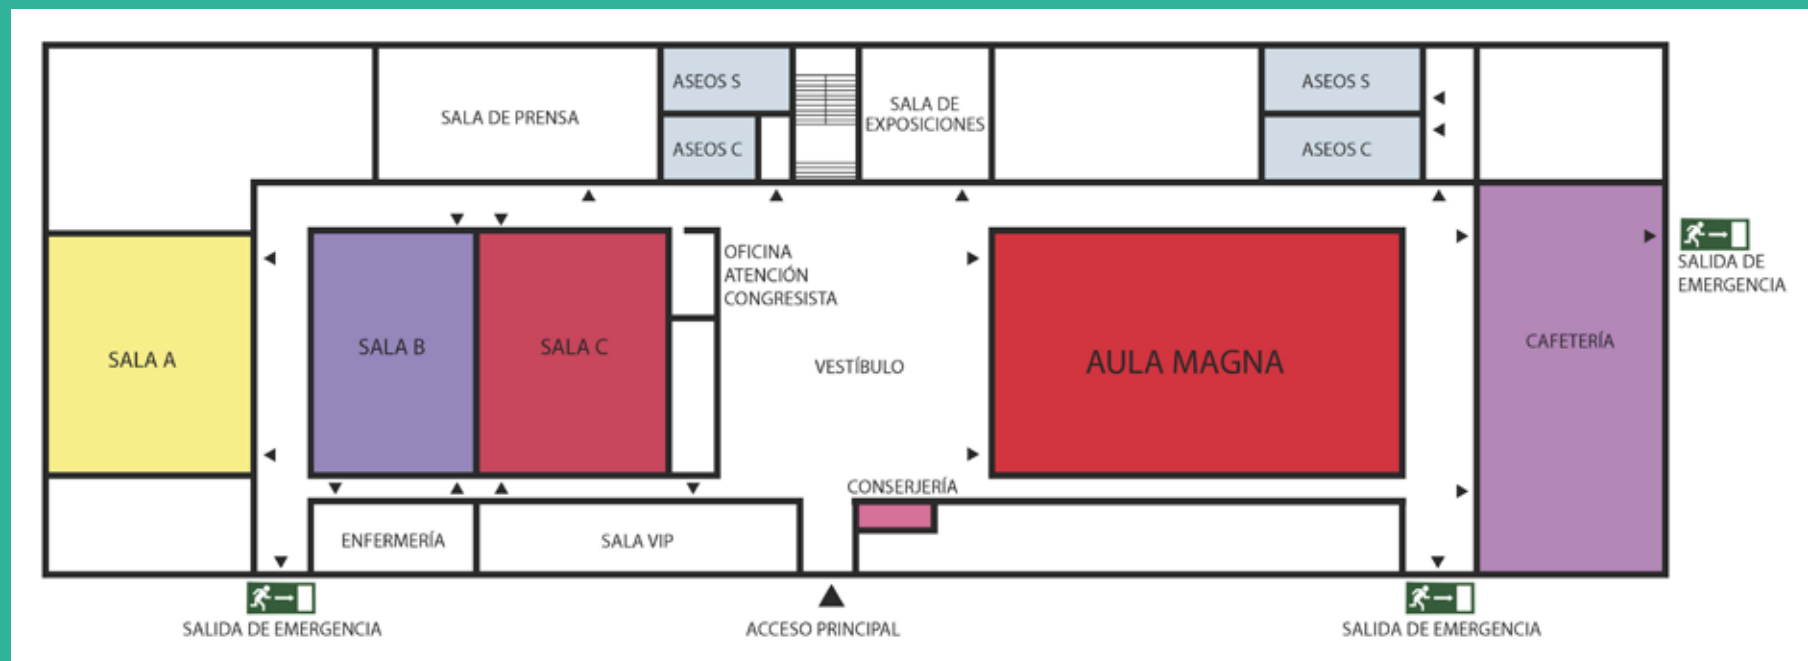 ASEOS S
ASEOS S
SALA DE PRENSA
SALA DE
EXPOSICIONES
ASEOS C
ASEOS C
OFICINA
ATENCIÓN
CONGRESISTA
SALIDA DE
EMERGENCIA
SALA A
SALA B
SALA C
VESTÍBULO
AULA MAGNA
CAFETERÍA
CONSERJERÍA
ENFERMERÍA
SALA VIP
SALIDA DE EMERGENCIA
ACCESO PRINCIPAL
SALIDA DE EMERGENCIA